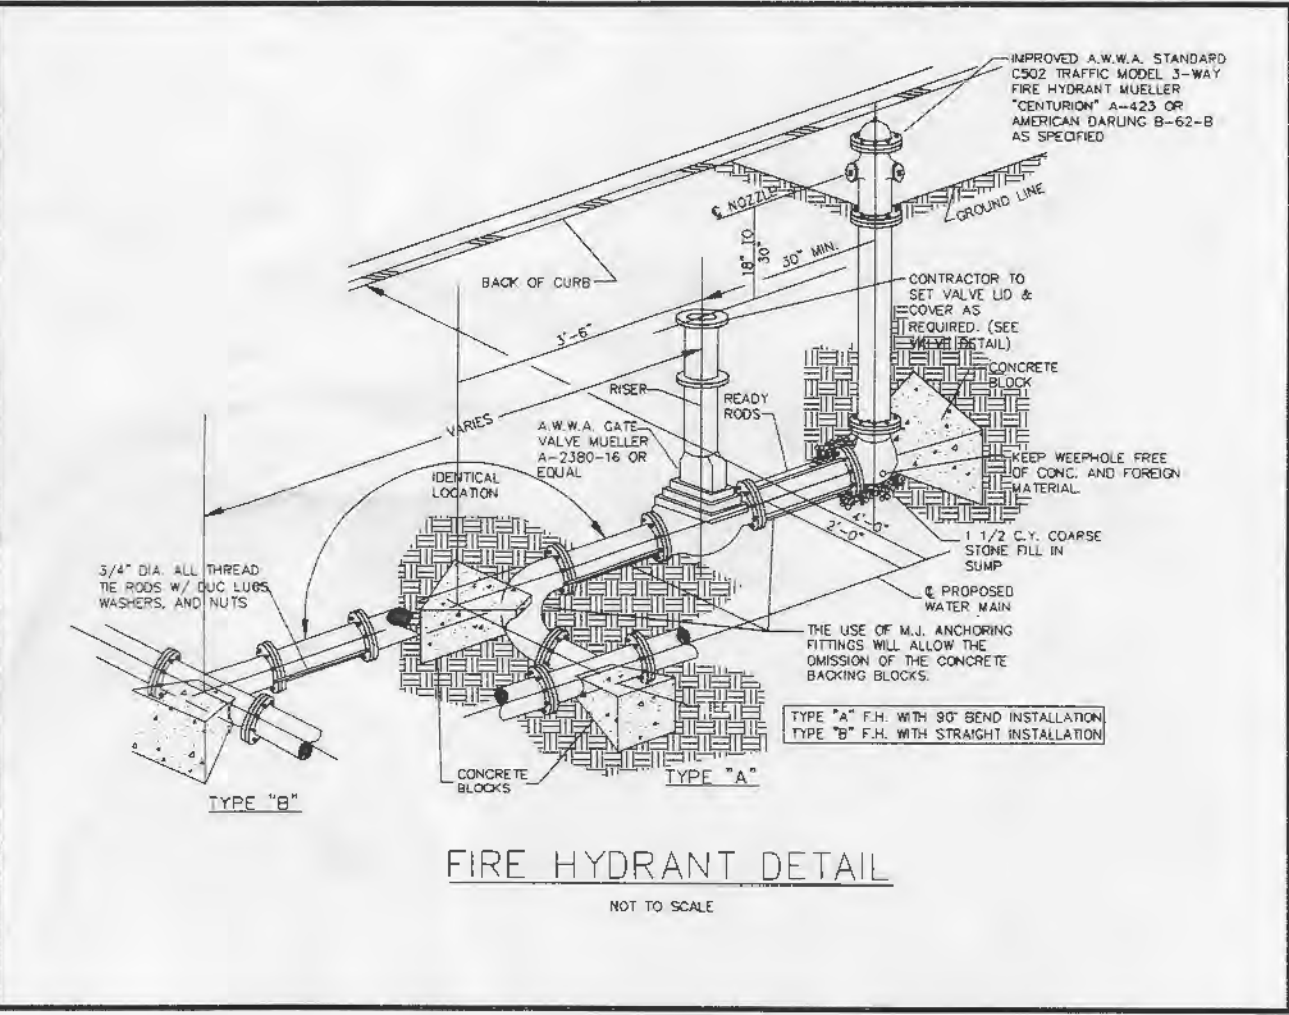 IMPROVED A.W.W.A. STANDARD
C502 TRAFFIC MODEL 3-WAY
FIRE HYDRANT MUELLER
"CENTURION" A-423 OR
AMERICAN DARLING B-62-B
AS SPECIFIED
℄ NOZZLE
GROUND LINE
18" TO
30"
30" MIN.
BACK OF CURB
CONTRACTOR TO
SET VALVE LID &
COVER AS
REQUIRED. (SEE
VALVE DETAIL)
3'-6"
CONCRETE
BLOCK
RISER
READY
RODS
VARIES
A.W.W.A. GATE
VALVE MUELLER
A-2380-16 OR
EQUAL
KEEP WEEPHOLE FREE
OF CONC. AND FOREIGN
MATERIAL.
IDENTICAL
LOCATION
4'-0"
2'-0"
1 1/2 C.Y. COARSE
STONE FILL IN
SUMP
3/4" DIA. ALL THREAD
TIE RODS W/ DUC LUGS,
WASHERS, AND NUTS
℄ PROPOSED
WATER MAIN
THE USE OF M.J. ANCHORING
FITTINGS WILL ALLOW THE
OMISSION OF THE CONCRETE
BACKING BLOCKS.
TYPE "A" F.H. WITH 90° BEND INSTALLATION
TYPE "B" F.H. WITH STRAIGHT INSTALLATION
CONCRETE
BLOCKS
TYPE "A"
TYPE "B"
FIRE HYDRANT DETAIL
NOT TO SCALE